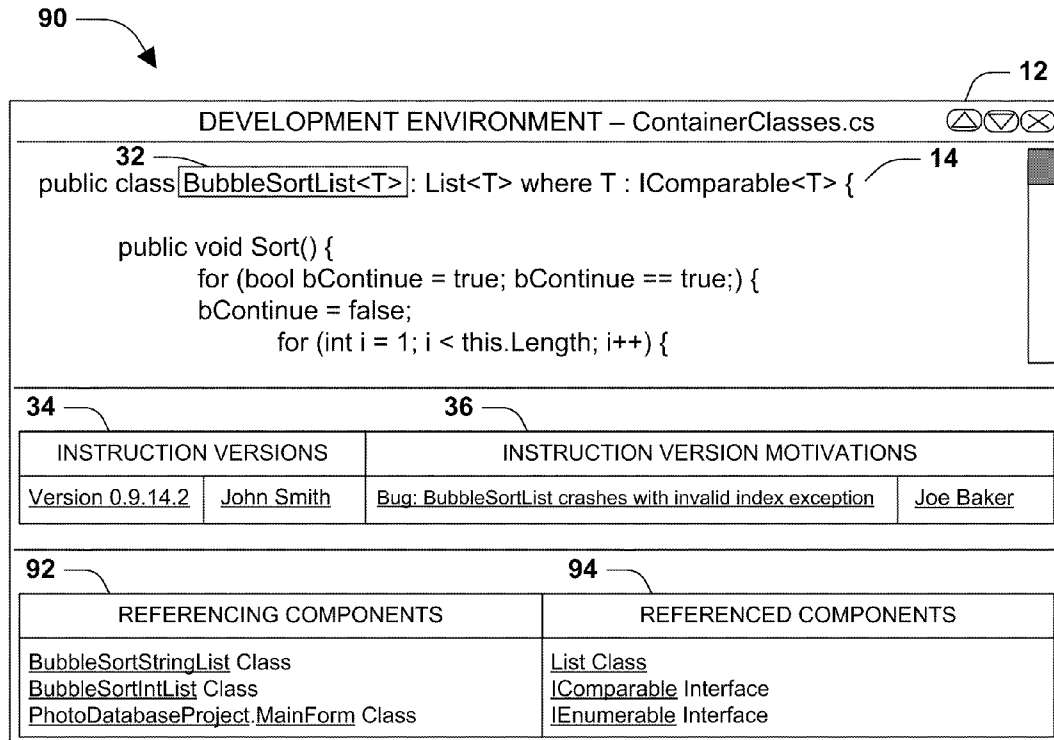 90
12
DEVELOPMENT ENVIRONMENT – ContainerClasses.cs
32
14
public class BubbleSortList<T> : List<T> where T : IComparable<T> {
public void Sort() {
for (bool bContinue = true; bContinue == true;) {
bContinue = false;
for (int i = 1; i < this.Length; i++) {
34 36
INSTRUCTION VERSIONS INSTRUCTION VERSION MOTIVATIONS
Version 0.9.14.2 John Smith Bug: BubbleSortList crashes with invalid index exception Joe Baker
92 94
REFERENCING COMPONENTS REFERENCED COMPONENTS
BubbleSortStringList Class List Class
BubbleSortIntList Class IComparable Interface
PhotoDatabaseProject.MainForm Class IEnumerable Interface